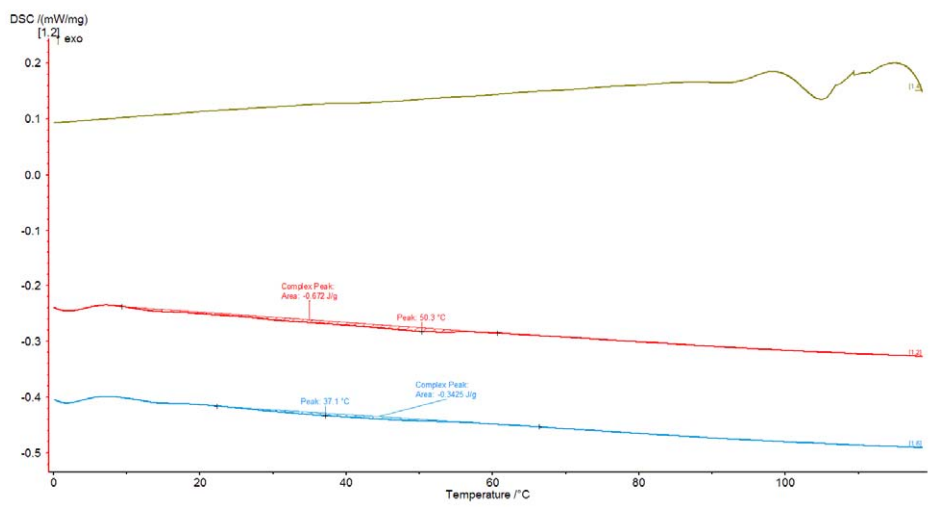 DSC /(mW/mg)
[1.2]
exo
0.2
0.1
0.0
-0.1
-0.2
-0.3
-0.4
-0.5
Complex Peak:
Area: -0.672 J/g
Peak: 50.3 °C
[1.2]
Complex Peak:
Area: -0.3425 J/g
Peak: 37.1 °C
0
20
40
60
80
100
Temperature /°C